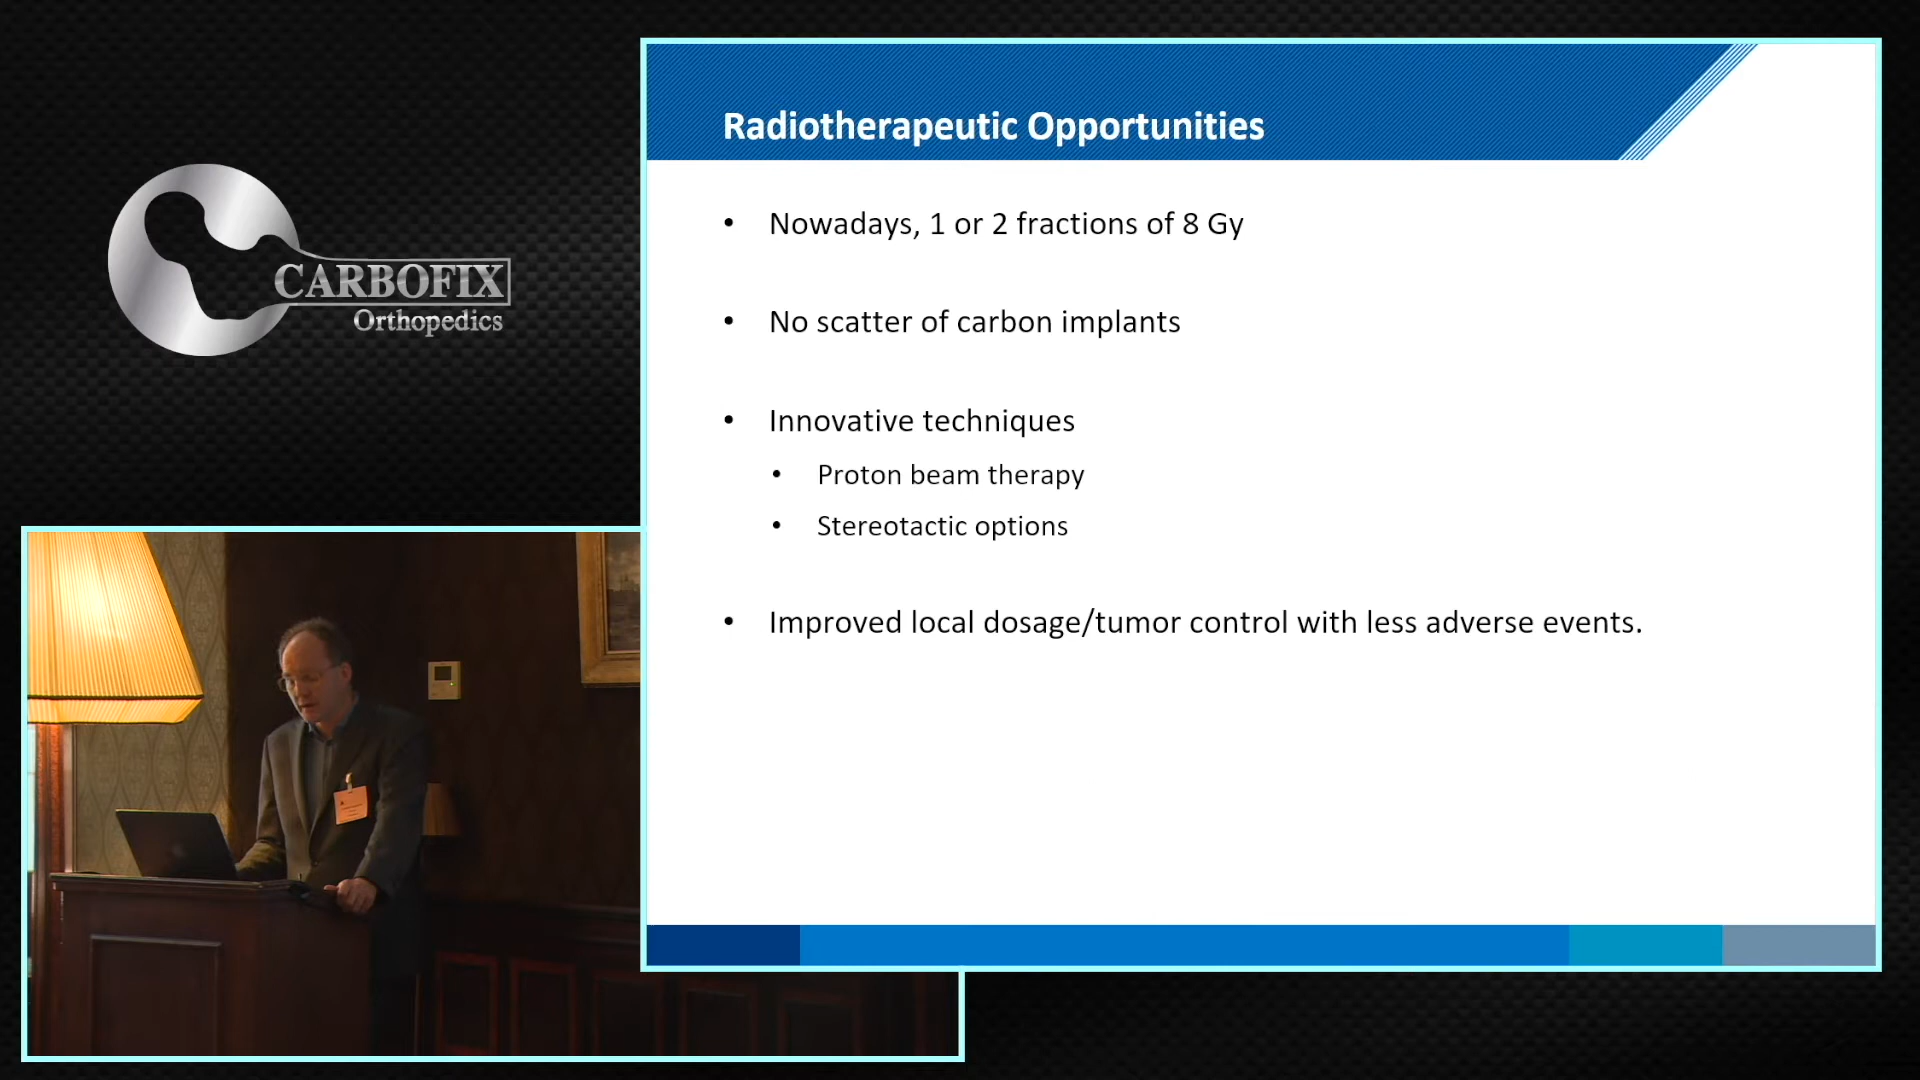 CARBOFIX
Orthopedics
Radiotherapeutic Opportunities
• Nowadays, 1 or 2 fractions of 8 Gy
• No scatter of carbon implants
• Innovative techniques
• Proton beam therapy
• Stereotactic options
• Improved local dosage/tumor control with less adverse events.